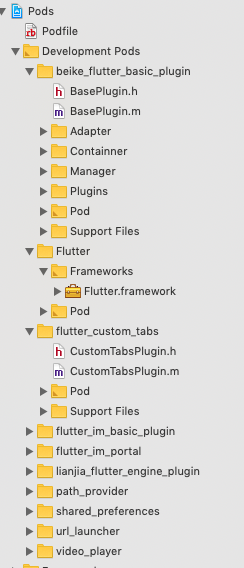 Pods
Podfile
Development Pods
beike_flutter_basic_plugin
BasePlugin.h
BasePlugin.m
Adapter
Containner
Manager
Plugins
Pod
Support Files
Flutter
Frameworks
Flutter.framework
Pod
flutter_custom_tabs
CustomTabsPlugin.h
CustomTabsPlugin.m
Pod
Support Files
flutter_im_basic_plugin
flutter_im_portal
lianjia_flutter_engine_plugin
path_provider
shared_preferences
url_launcher
video_player